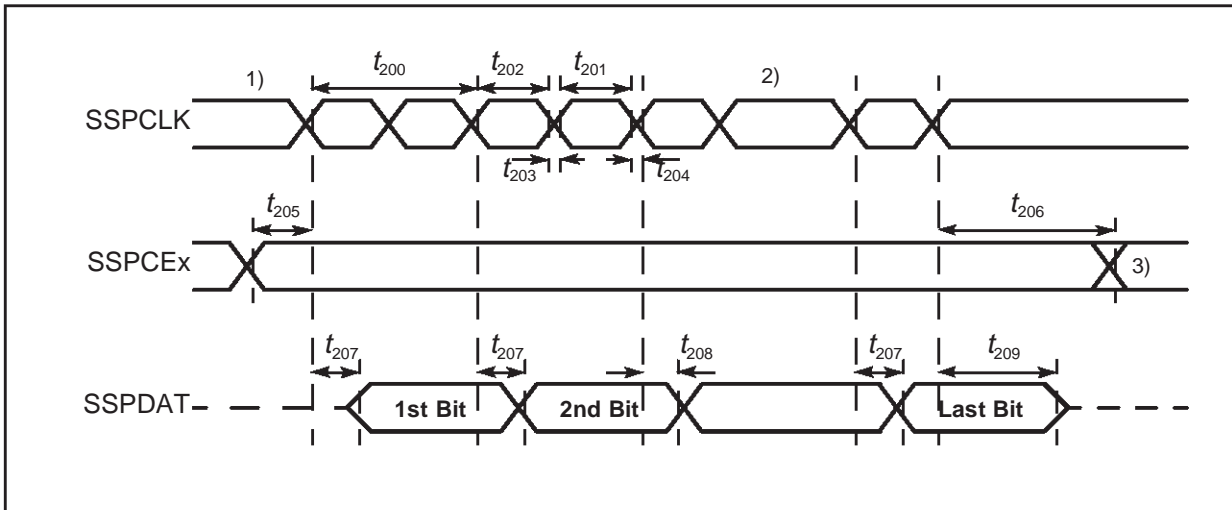 1) t200 t202 t201 2)
SSPCLK
t203 t204
t205 t206
SSPCEx 3)
t207 t207 t208 t207 t209
SSPDAT 1st Bit 2nd Bit Last Bit